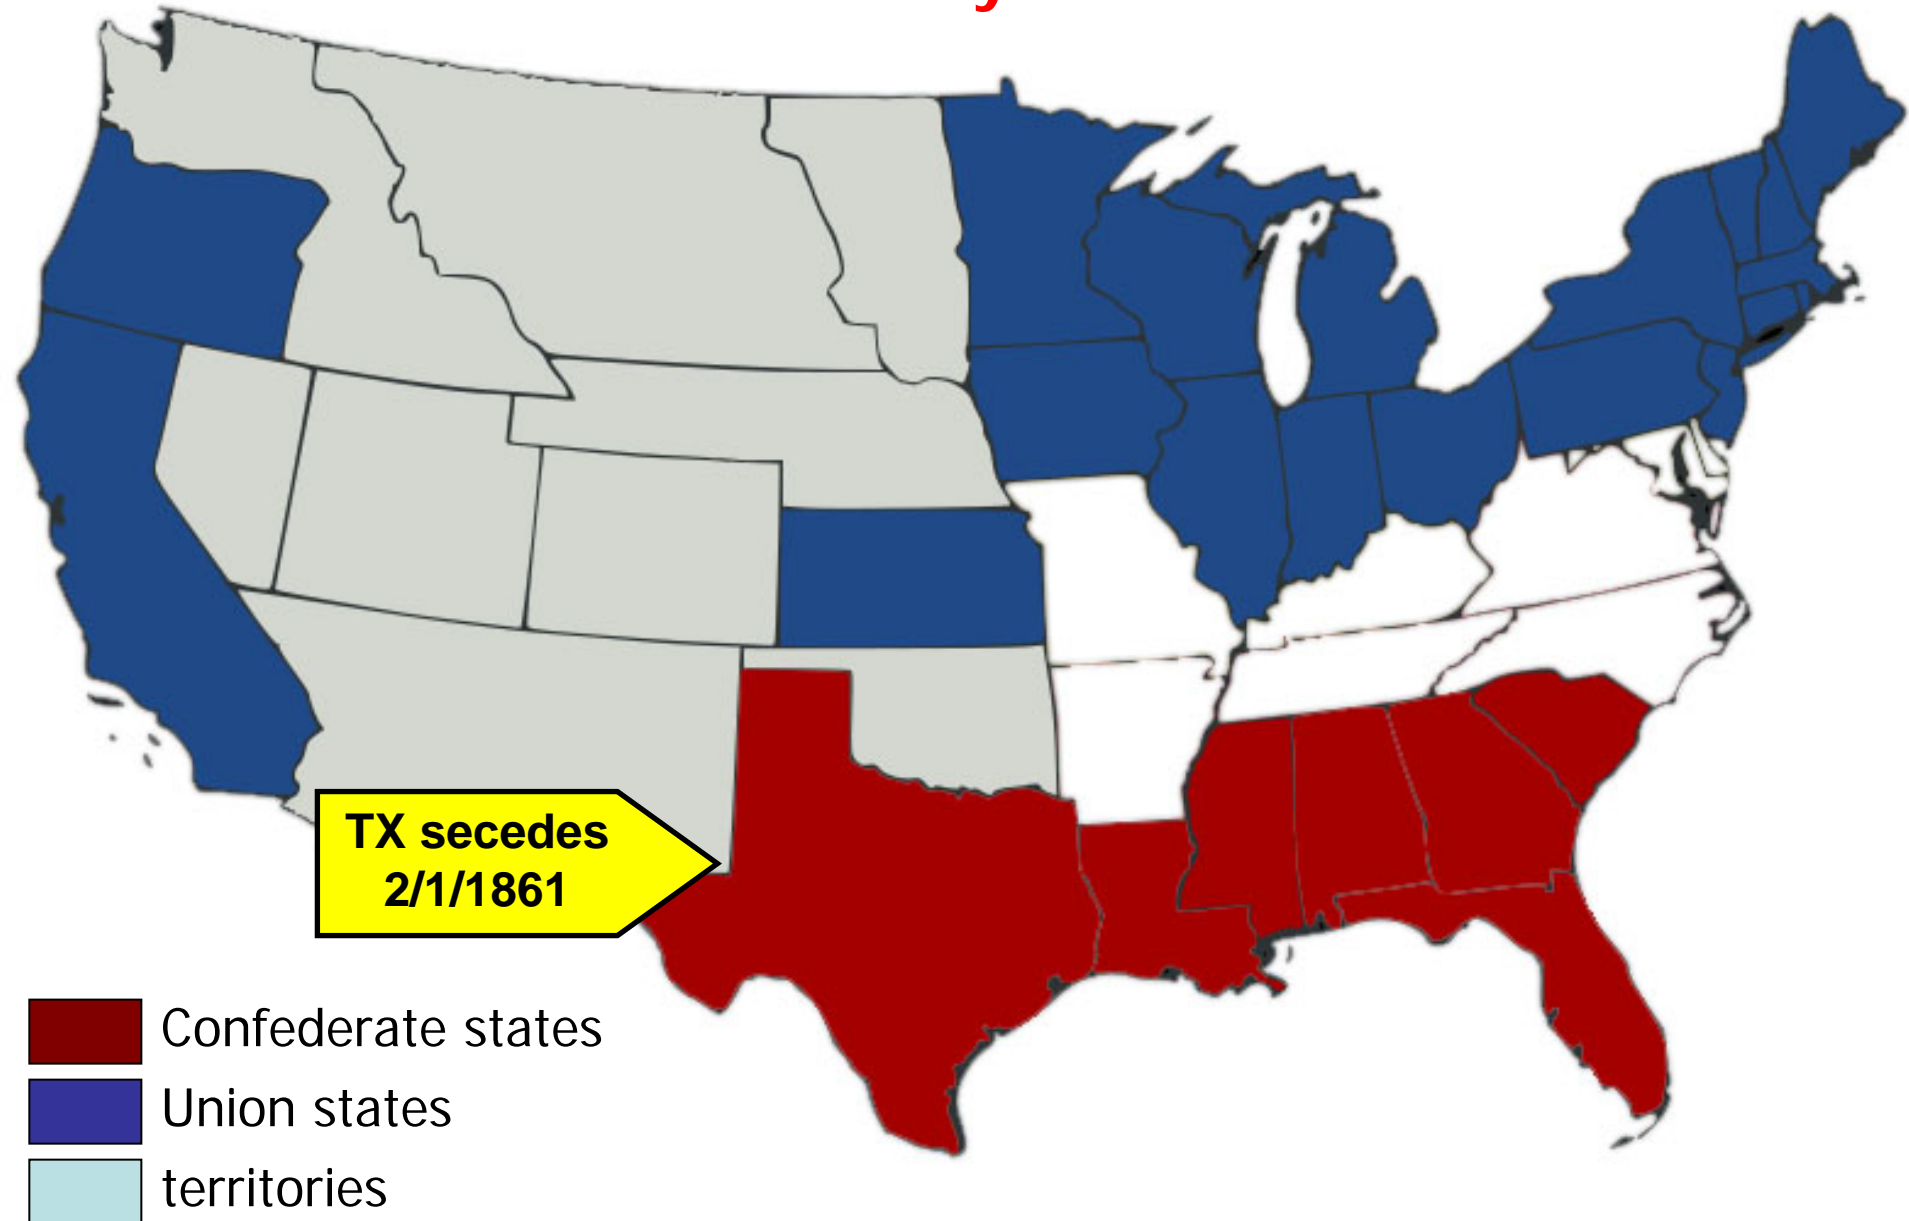 TX secedes
2/1/1861
Confederate states
Union states
territories